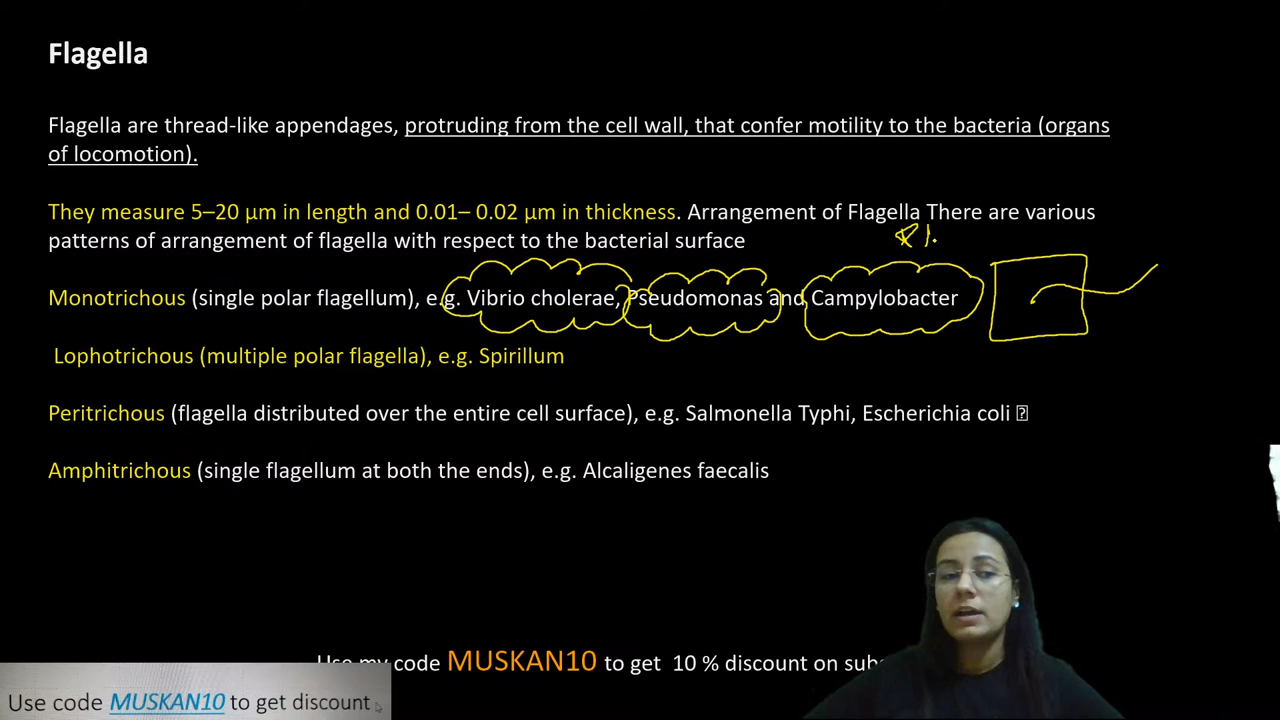 Flagella
Flagella are thread-like appendages, protruding from the cell wall, that confer motility to the bacteria (organs
of locomotion).
They measure 5–20 μm in length and 0.01– 0.02 μm in thickness. Arrangement of Flagella There are various
patterns of arrangement of flagella with respect to the bacterial surface
Monotrichous (single polar flagellum), e.g. Vibrio cholerae, Pseudomonas and Campylobacter
Lophotrichous (multiple polar flagella), e.g. Spirillum
Peritrichous (flagella distributed over the entire cell surface), e.g. Salmonella Typhi, Escherichia coli
Amphitrichous (single flagellum at both the ends), e.g. Alcaligenes faecalis
Use my code MUSKAN10 to get 10 % discount on
Use code MUSKAN10 to get discount